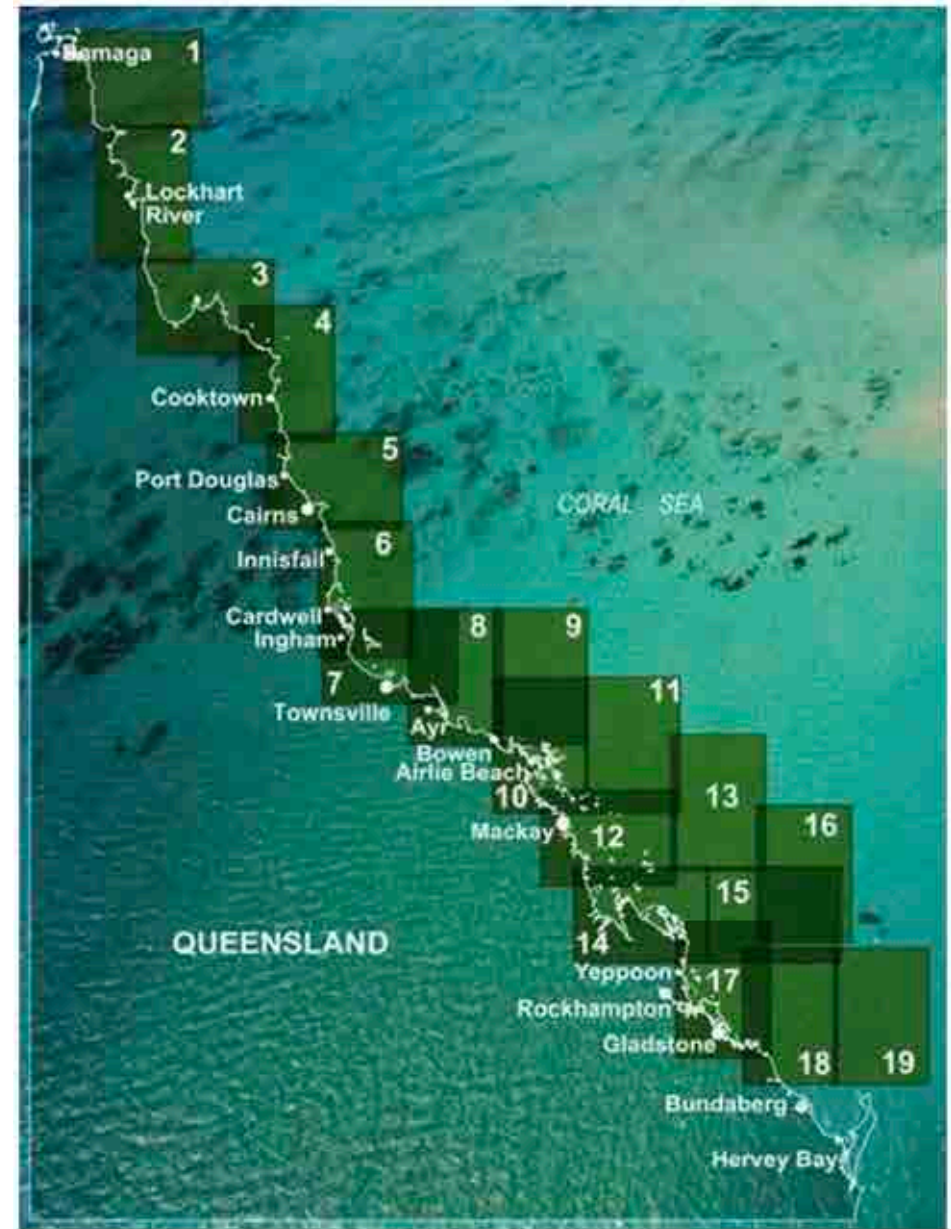 Bamaga
1
2
Lockhart
River
3
4
Cooktown
5
Port Douglas
CORAL SEA
Cairns
6
Innisfail
Cardwell
8
9
Ingham
7
11
Townsville
Ayr
Bowen
Airlie Beach
10
13
Mackay
12
16
15
QUEENSLAND
14
Yeppoon
17
Rockhampton
Gladstone
18
19
Bundaberg
Hervey Bay